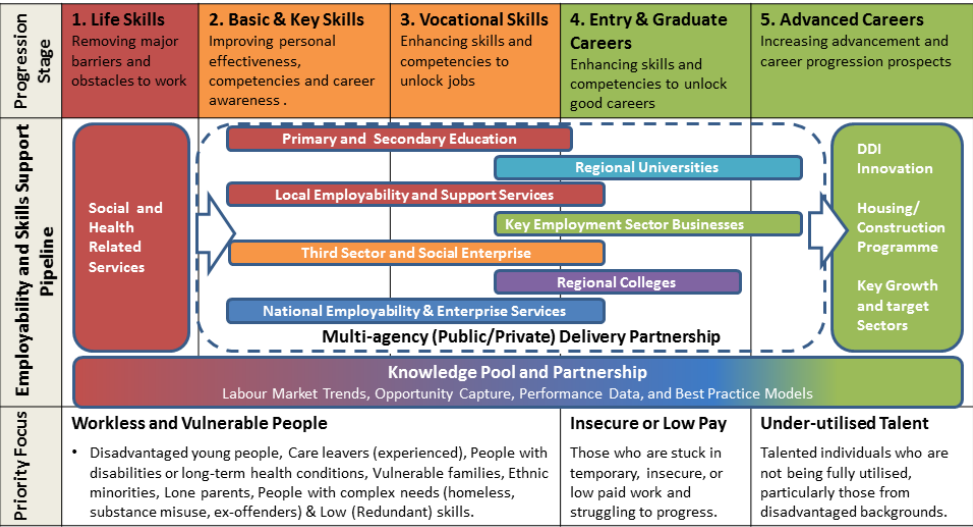 Progression
Stage
1. Life Skills
Removing major
barriers and
obstacles to work
2. Basic & Key Skills
Improving personal
effectiveness,
competencies and career
awareness .
3. Vocational Skills
Enhancing skills and
competencies to
unlock jobs
4. Entry & Graduate
Careers
Enhancing skills and
competencies to unlock
good careers
5. Advanced Careers
Increasing advancement and
career progression prospects
Employability and Skills Support
Pipeline
Social and
Health
Related
Services
Primary and Secondary Education
Regional Universities
Local Employability and Support Services
Key Employment Sector Businesses
Third Sector and Social Enterprise
Regional Colleges
National Employability & Enterprise Services
Multi-agency (Public/Private) Delivery Partnership
DDI
Innovation
Housing/
Construction
Programme
Key Growth
and target
Sectors
Knowledge Pool and Partnership
Labour Market Trends, Opportunity Capture, Performance Data, and Best Practice Models
Priority Focus
Workless and Vulnerable People
• Disadvantaged young people, Care leavers (experienced), People with
disabilities or long-term health conditions, Vulnerable families, Ethnic
minorities, Lone parents, People with complex needs (homeless,
substance misuse, ex-offenders) & Low (Redundant) skills.
Insecure or Low Pay
Those who are stuck in
temporary, insecure, or
low paid work and
struggling to progress.
Under-utilised Talent
Talented individuals who are
not being fully utilised,
particularly those from
disadvantaged backgrounds.